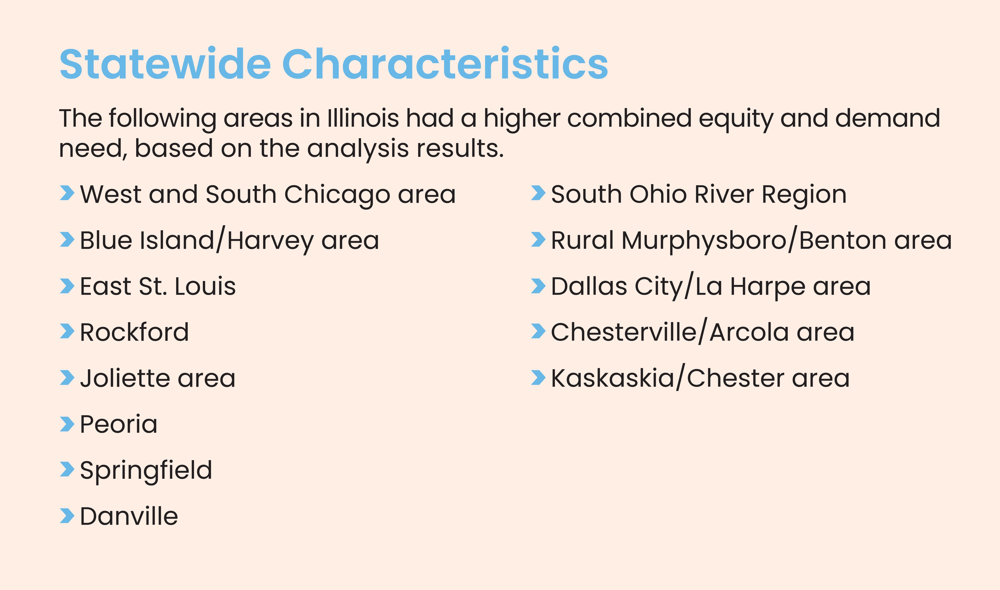 Statewide Characteristics
The following areas in Illinois had a higher combined equity and demand
need, based on the analysis results.
West and South Chicago area
Blue Island/Harvey area
East St. Louis
Rockford
Joliette area
Peoria
Springfield
Danville
South Ohio River Region
Rural Murphysboro/Benton area
Dallas City/La Harpe area
Chesterville/Arcola area
Kaskaskia/Chester area